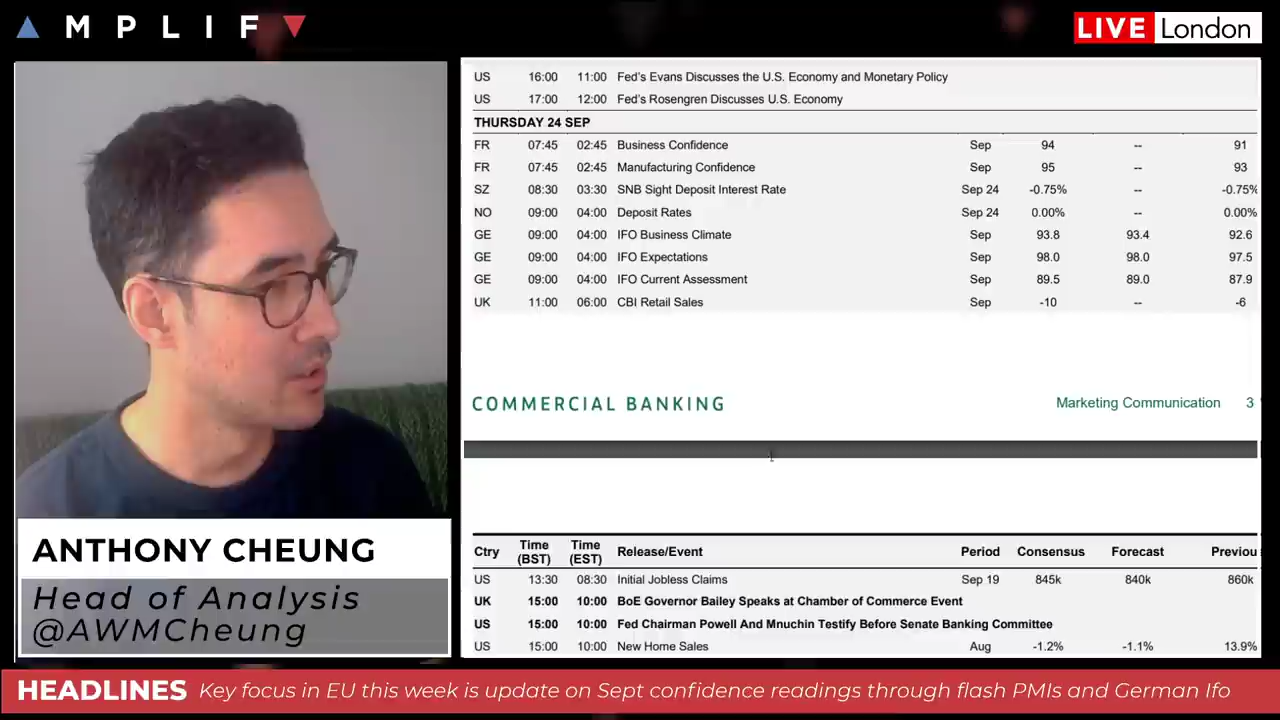 MPLIF
LIVE London
US 16:00 11:00 Fed's Evans Discusses the U.S. Economy and Monetary Policy
US 17:00 12:00 Fed's Rosengren Discusses U.S. Economy
THURSDAY 24 SEP
FR 07:45 02:45 Business Confidence Sep 94 -- 91
FR 07:45 02:45 Manufacturing Confidence Sep 95 -- 93
SZ 08:30 03:30 SNB Sight Deposit Interest Rate Sep 24 -0.75% -- -0.75%
NO 09:00 04:00 Deposit Rates Sep 24 0.00% -- 0.00%
GE 09:00 04:00 IFO Business Climate Sep 93.8 93.4 92.6
GE 09:00 04:00 IFO Expectations Sep 98.0 98.0 97.5
GE 09:00 04:00 IFO Current Assessment Sep 89.5 89.0 87.9
UK 11:00 06:00 CBI Retail Sales Sep -10 -- -6
COMMERCIAL BANKING Marketing Communication 3
Ctry Time (BST) Time (EST) Release/Event Period Consensus Forecast Previou
US 13:30 08:30 Initial Jobless Claims Sep 19 845k 840k 860k
UK 15:00 10:00 BoE Governor Bailey Speaks at Chamber of Commerce Event
US 15:00 10:00 Fed Chairman Powell And Mnuchin Testify Before Senate Banking Committee
US 15:00 10:00 New Home Sales Aug -1.2% -1.1% 13.9%
ANTHONY CHEUNG
Head of Analysis
@AWMCheung
HEADLINES Key focus in EU this week is update on Sept confidence readings through flash PMIs and German Ifo